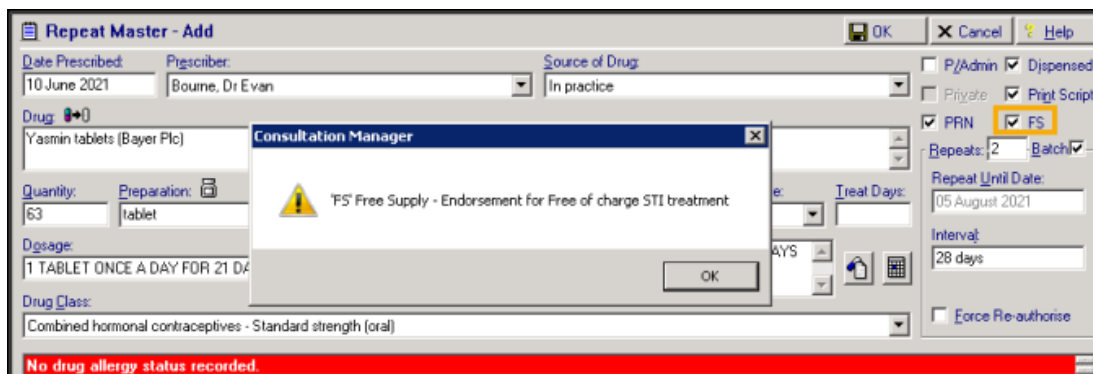 Repeat Master - Add
OK
Cancel
Help
Date Prescribed:
Prescriber:
Source of Drug:
10 June 2021
Bourne, Dr Evan
In practice
P/Admin
Dispensed
Private
Print Script
Drug:
PRN
FS
Yasmin tablets (Bayer Plc)
Consultation Manager
Repeats:
2
Batch
'FS' Free Supply - Endorsement for Free of charge STI treatment
OK
Quantity:
Preparation:
e:
Treat Days:
63
tablet
Repeat Until Date:
05 August 2021
Dosage:
1 TABLET ONCE A DAY FOR 21 DA
AYS
Interval:
28 days
Drug Class:
Combined hormonal contraceptives - Standard strength (oral)
Force Re-authorise
No drug allergy status recorded.